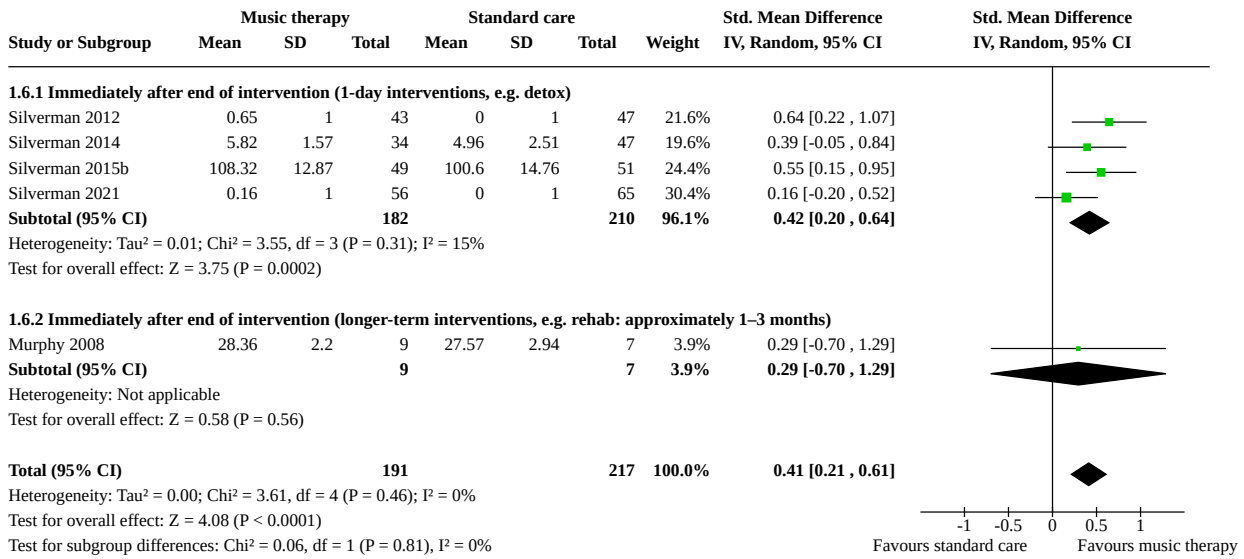 Music therapy Standard care Std. Mean Difference Std. Mean Difference
Study or Subgroup Mean SD Total Mean SD Total Weight IV, Random, 95% CI IV, Random, 95% CI
1.6.1 Immediately after end of intervention (1-day interventions, e.g. detox)
Silverman 2012 0.65 1 43 0 1 47 21.6% 0.64 [0.22 , 1.07]
Silverman 2014 5.82 1.57 34 4.96 2.51 47 19.6% 0.39 [-0.05 , 0.84]
Silverman 2015b 108.32 12.87 49 100.6 14.76 51 24.4% 0.55 [0.15 , 0.95]
Silverman 2021 0.16 1 56 0 1 65 30.4% 0.16 [-0.20 , 0.52]
Subtotal (95% CI) 182 210 96.1% 0.42 [0.20 , 0.64]
Heterogeneity: Tau² = 0.01; Chi² = 3.55, df = 3 (P = 0.31); I² = 15%
Test for overall effect: Z = 3.75 (P = 0.0002)
1.6.2 Immediately after end of intervention (longer-term interventions, e.g. rehab: approximately 1–3 months)
Murphy 2008 28.36 2.2 9 27.57 2.94 7 3.9% 0.29 [-0.70 , 1.29]
Subtotal (95% CI) 9 7 3.9% 0.29 [-0.70 , 1.29]
Heterogeneity: Not applicable
Test for overall effect: Z = 0.58 (P = 0.56)
Total (95% CI) 191 217 100.0% 0.41 [0.21 , 0.61]
Heterogeneity: Tau² = 0.00; Chi² = 3.61, df = 4 (P = 0.46); I² = 0%
Test for overall effect: Z = 4.08 (P < 0.0001)
Test for subgroup differences: Chi² = 0.06, df = 1 (P = 0.81), I² = 0%
-1 -0.5 0 0.5 1
Favours standard care Favours music therapy